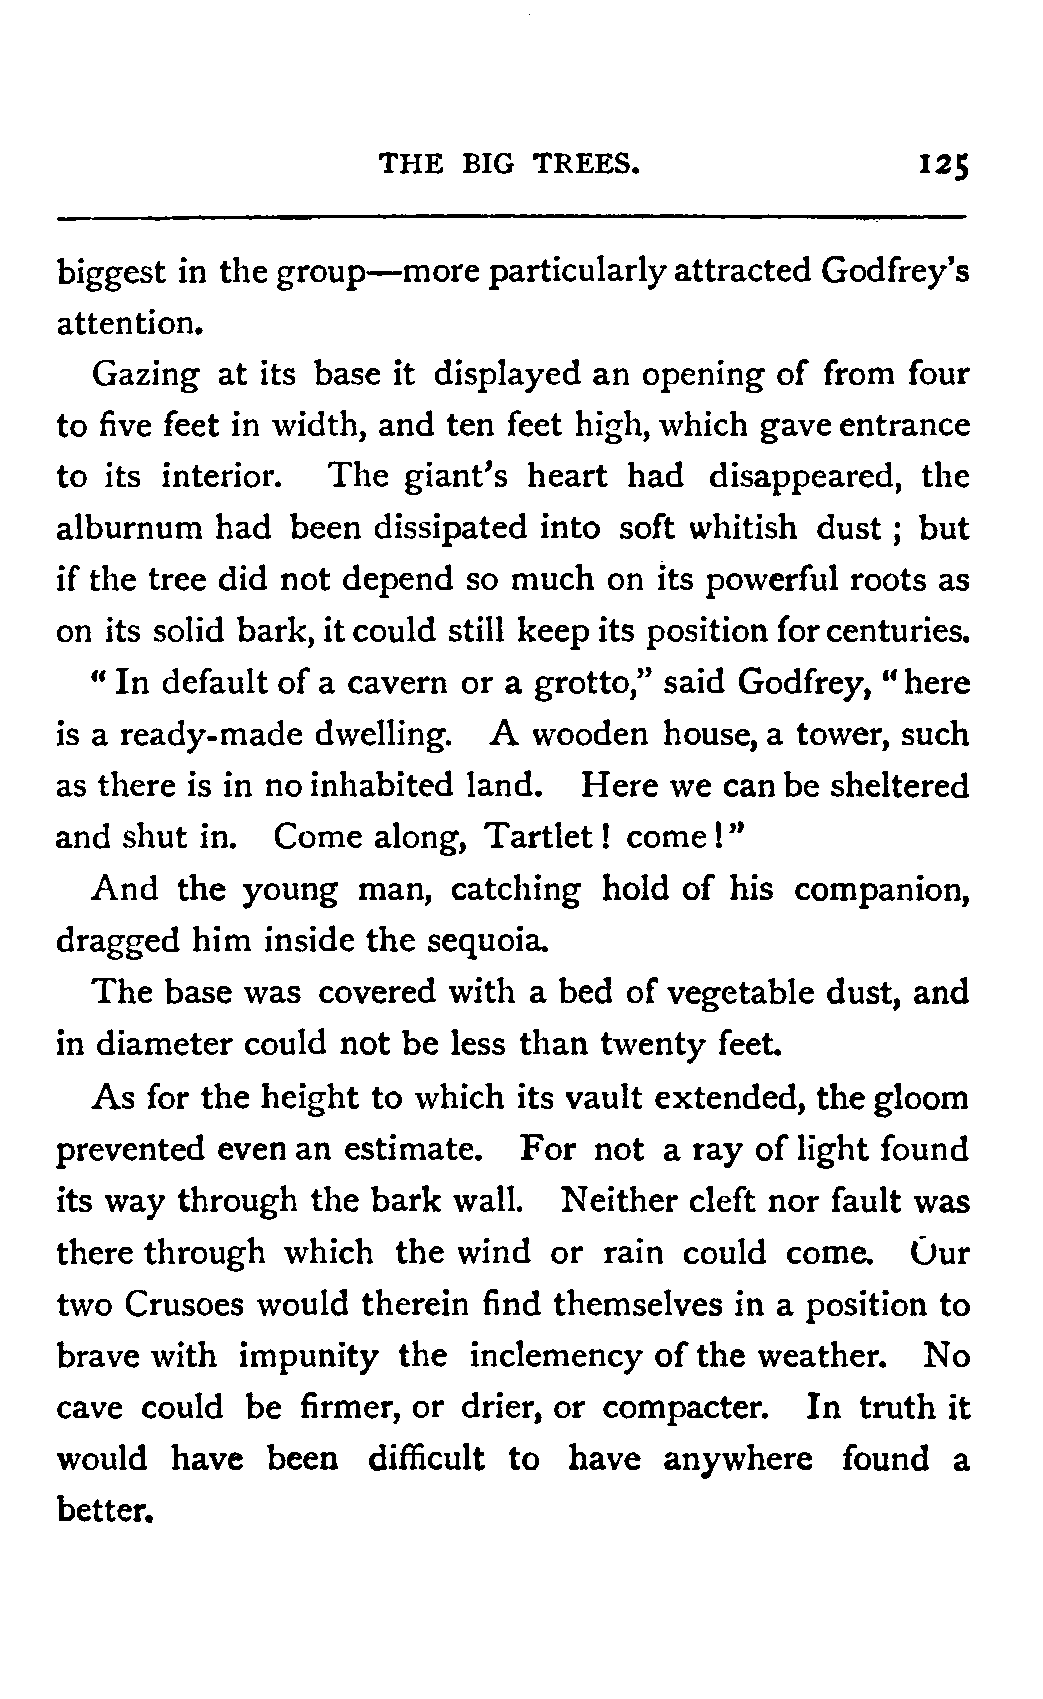 THE BIG TREES. 125
biggest in the group—more particularly attracted Godfrey's
attention.
Gazing at its base it displayed an opening of from four
to five feet in width, and ten feet high, which gave entrance
to its interior. The giant's heart had disappeared, the
alburnum had been dissipated into soft whitish dust ; but
if the tree did not depend so much on its powerful roots as
on its solid bark, it could still keep its position for centuries.
" In default of a cavern or a grotto," said Godfrey, "here
is a ready-made dwelling. A wooden house, a tower, such
as there is in no inhabited land. Here we can be sheltered
and shut in. Come along, Tartlet ! come !"
And the young man, catching hold of his companion,
dragged him inside the sequoia.
The base was covered with a bed of vegetable dust, and
in diameter could not be less than twenty feet.
As for the height to which its vault extended, the gloom
prevented even an estimate. For not a ray of light found
its way through the bark wall. Neither cleft nor fault was
there through which the wind or rain could come. Our
two Crusoes would therein find themselves in a position to
brave with impunity the inclemency of the weather. No
cave could be firmer, or drier, or compacter. In truth it
would have been difficult to have anywhere found a
better.